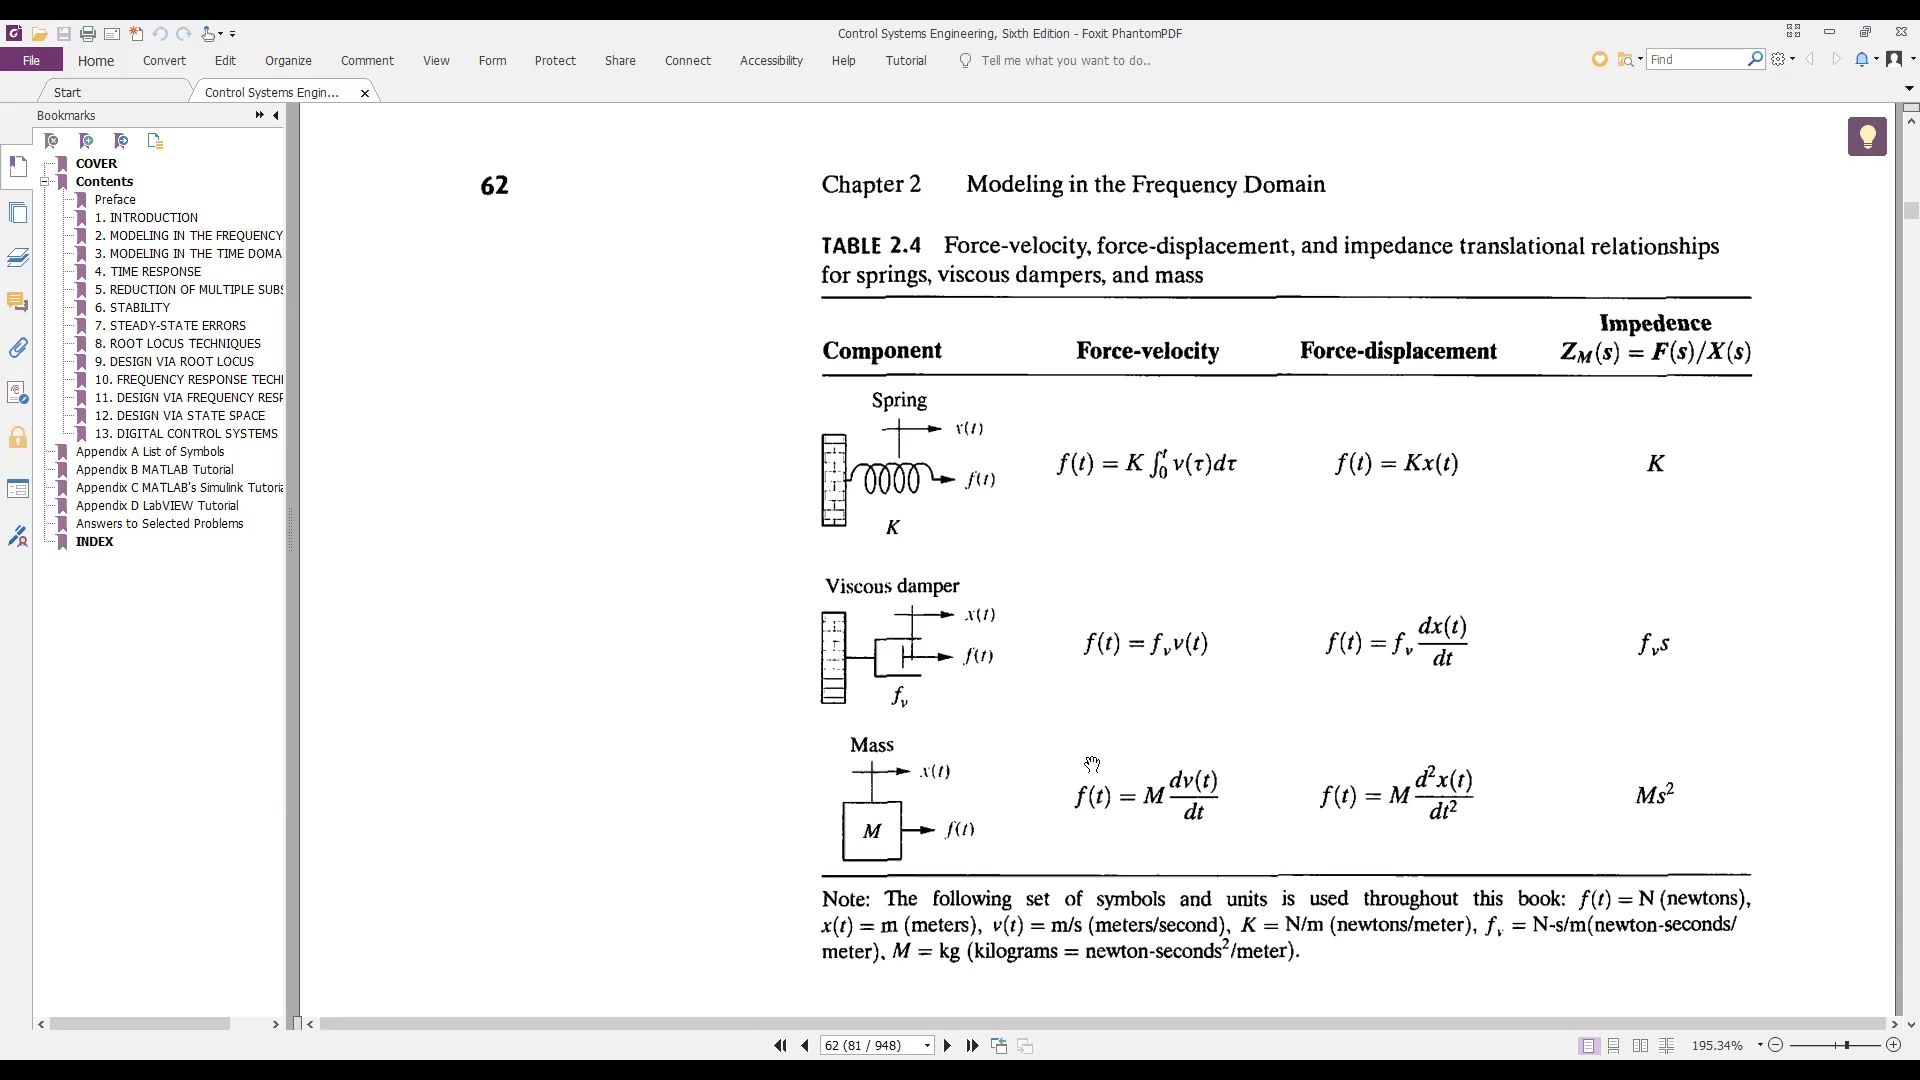 Control Systems Engineering, Sixth Edition - Foxit PhantomPDF
File Home Convert Edit Organize Comment View Form Protect Share Connect Accessibility Help Tutorial Tell me what you want to do.. Find
Start Control Systems Engin...
Bookmarks
COVER
Contents
Preface
1. INTRODUCTION
2. MODELING IN THE FREQUENCY
3. MODELING IN THE TIME DOMA
4. TIME RESPONSE
5. REDUCTION OF MULTIPLE SUBS
6. STABILITY
7. STEADY-STATE ERRORS
8. ROOT LOCUS TECHNIQUES
9. DESIGN VIA ROOT LOCUS
10. FREQUENCY RESPONSE TECH
11. DESIGN VIA FREQUENCY RESP
12. DESIGN VIA STATE SPACE
13. DIGITAL CONTROL SYSTEMS
Appendix A List of Symbols
Appendix B MATLAB Tutorial
Appendix C MATLAB's Simulink Tutoria
Appendix D LabVIEW Tutorial
Answers to Selected Problems
INDEX
62 Chapter 2 Modeling in the Frequency Domain
TABLE 2.4 Force-velocity, force-displacement, and impedance translational relationships
for springs, viscous dampers, and mass
Impedence
Component Force-velocity Force-displacement Z_M(s) = F(s)/X(s)
Spring
x(t)
f(t) f(t) = K ∫₀ᵗ v(τ)dτ f(t) = Kx(t) K
K
Viscous damper
x(t)
f(t) f(t) = fᵥv(t) f(t) = fᵥ dx(t)/dt fᵥs
fᵥ
Mass
x(t)
M f(t) f(t) = M dv(t)/dt f(t) = M d²x(t)/dt² Ms²
Note: The following set of symbols and units is used throughout this book: f(t) = N (newtons),
x(t) = m (meters), v(t) = m/s (meters/second), K = N/m (newtons/meter), fᵥ = N-s/m(newton-seconds/
meter), M = kg (kilograms = newton-seconds²/meter).
62 (81 / 948) 195.34%